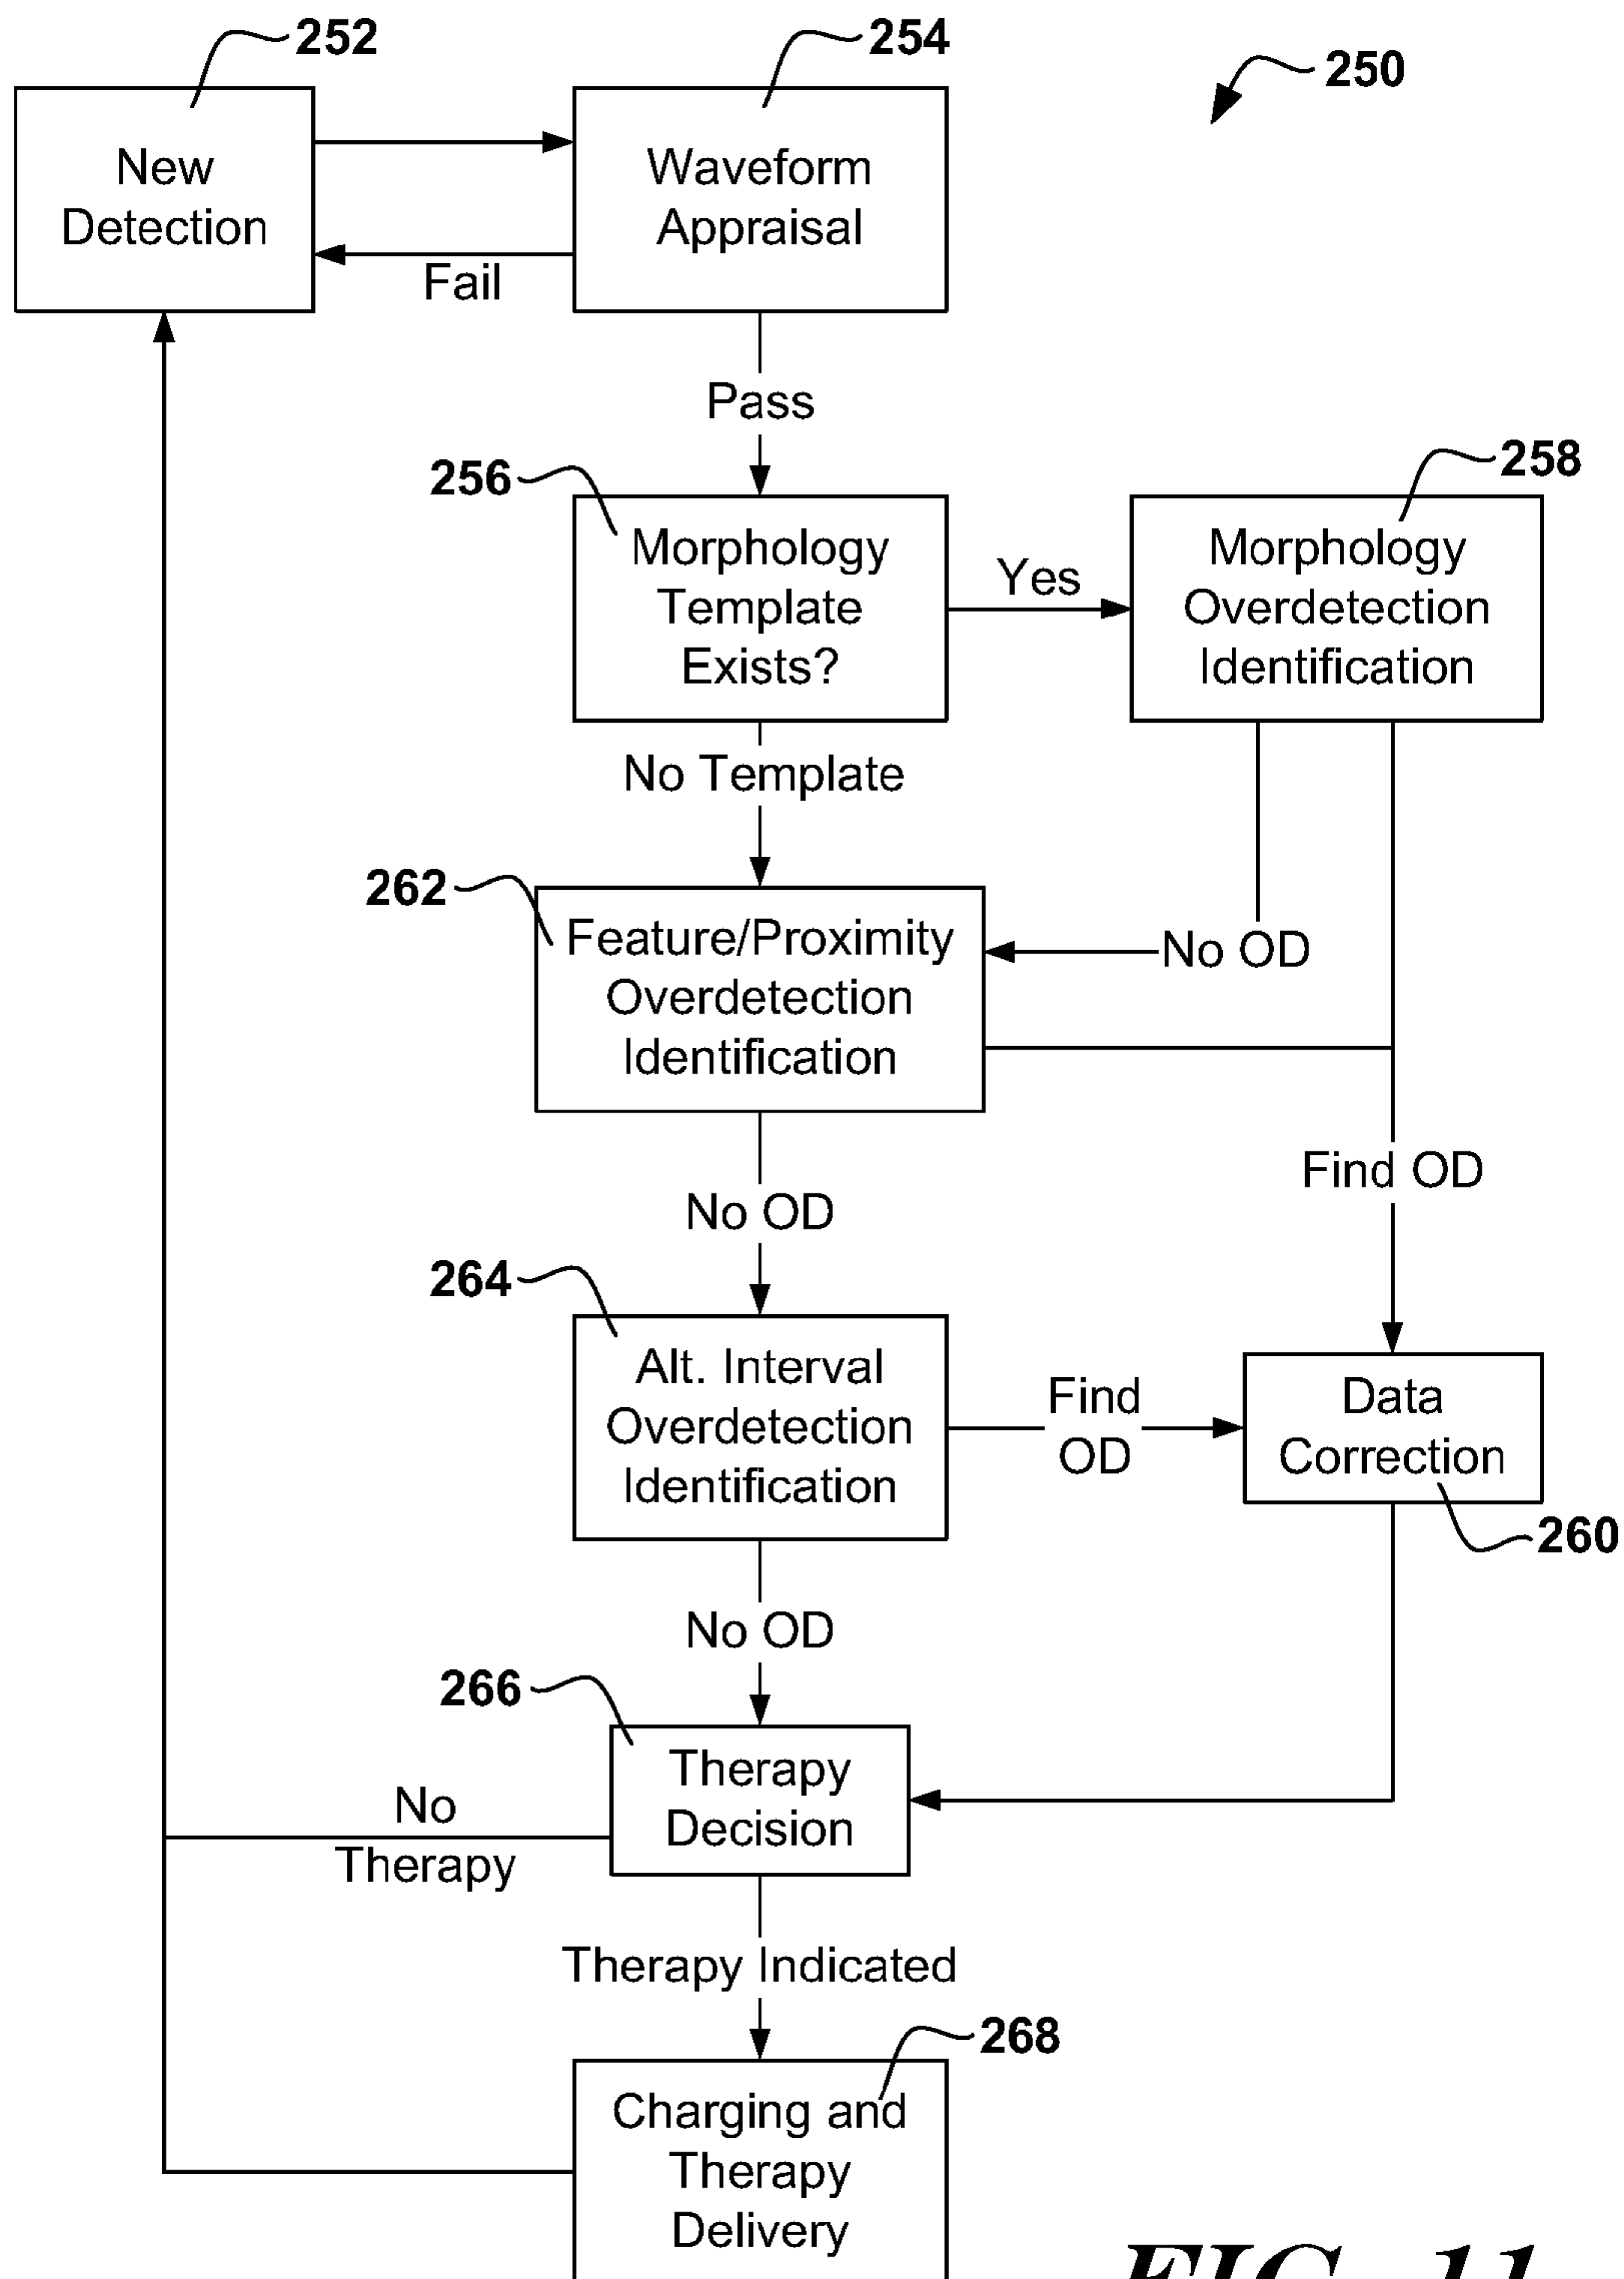 252
254
250
New
Detection
Waveform
Appraisal
Fail
Pass
256
258
Morphology
Template
Exists?
Yes
Morphology
Overdetection
Identification
No Template
262
Feature/Proximity
Overdetection
Identification
No OD
Find OD
No OD
264
Alt. Interval
Overdetection
Identification
Find
OD
Data
Correction
260
No OD
266
Therapy
Decision
No
Therapy
Therapy Indicated
268
Charging and
Therapy
Delivery
FIG. 11